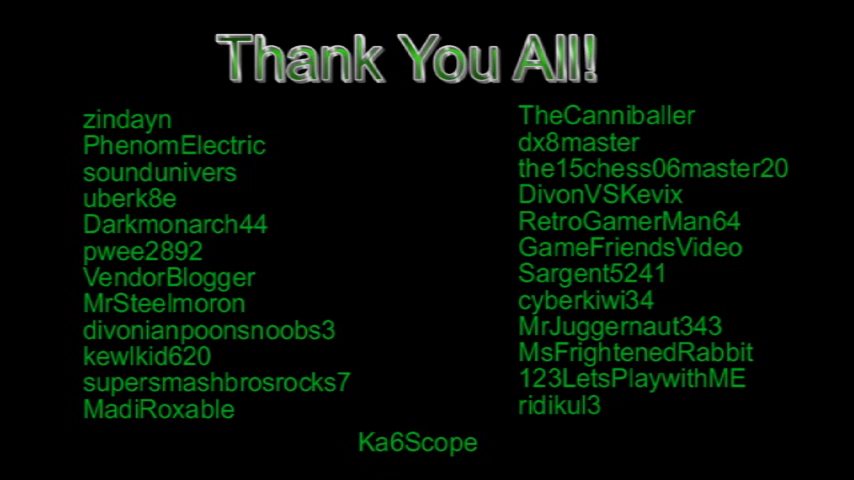 Thank You All!
zindayn
PhenomElectric
soundunivers
uberk8e
Darkmonarch44
pwee2892
VendorBlogger
MrSteelmoron
divonianpoonsnoobs3
kewlkid620
supersmashbrosrocks7
MadiRoxable
TheCanniballer
dx8master
the15chess06master20
DivonVSKevix
RetroGamerMan64
GameFriendsVideo
Sargent5241
cyberkiwi34
MrJuggernaut343
MsFrightenedRabbit
123LetsPlaywithME
ridikul3
Ka6Scope